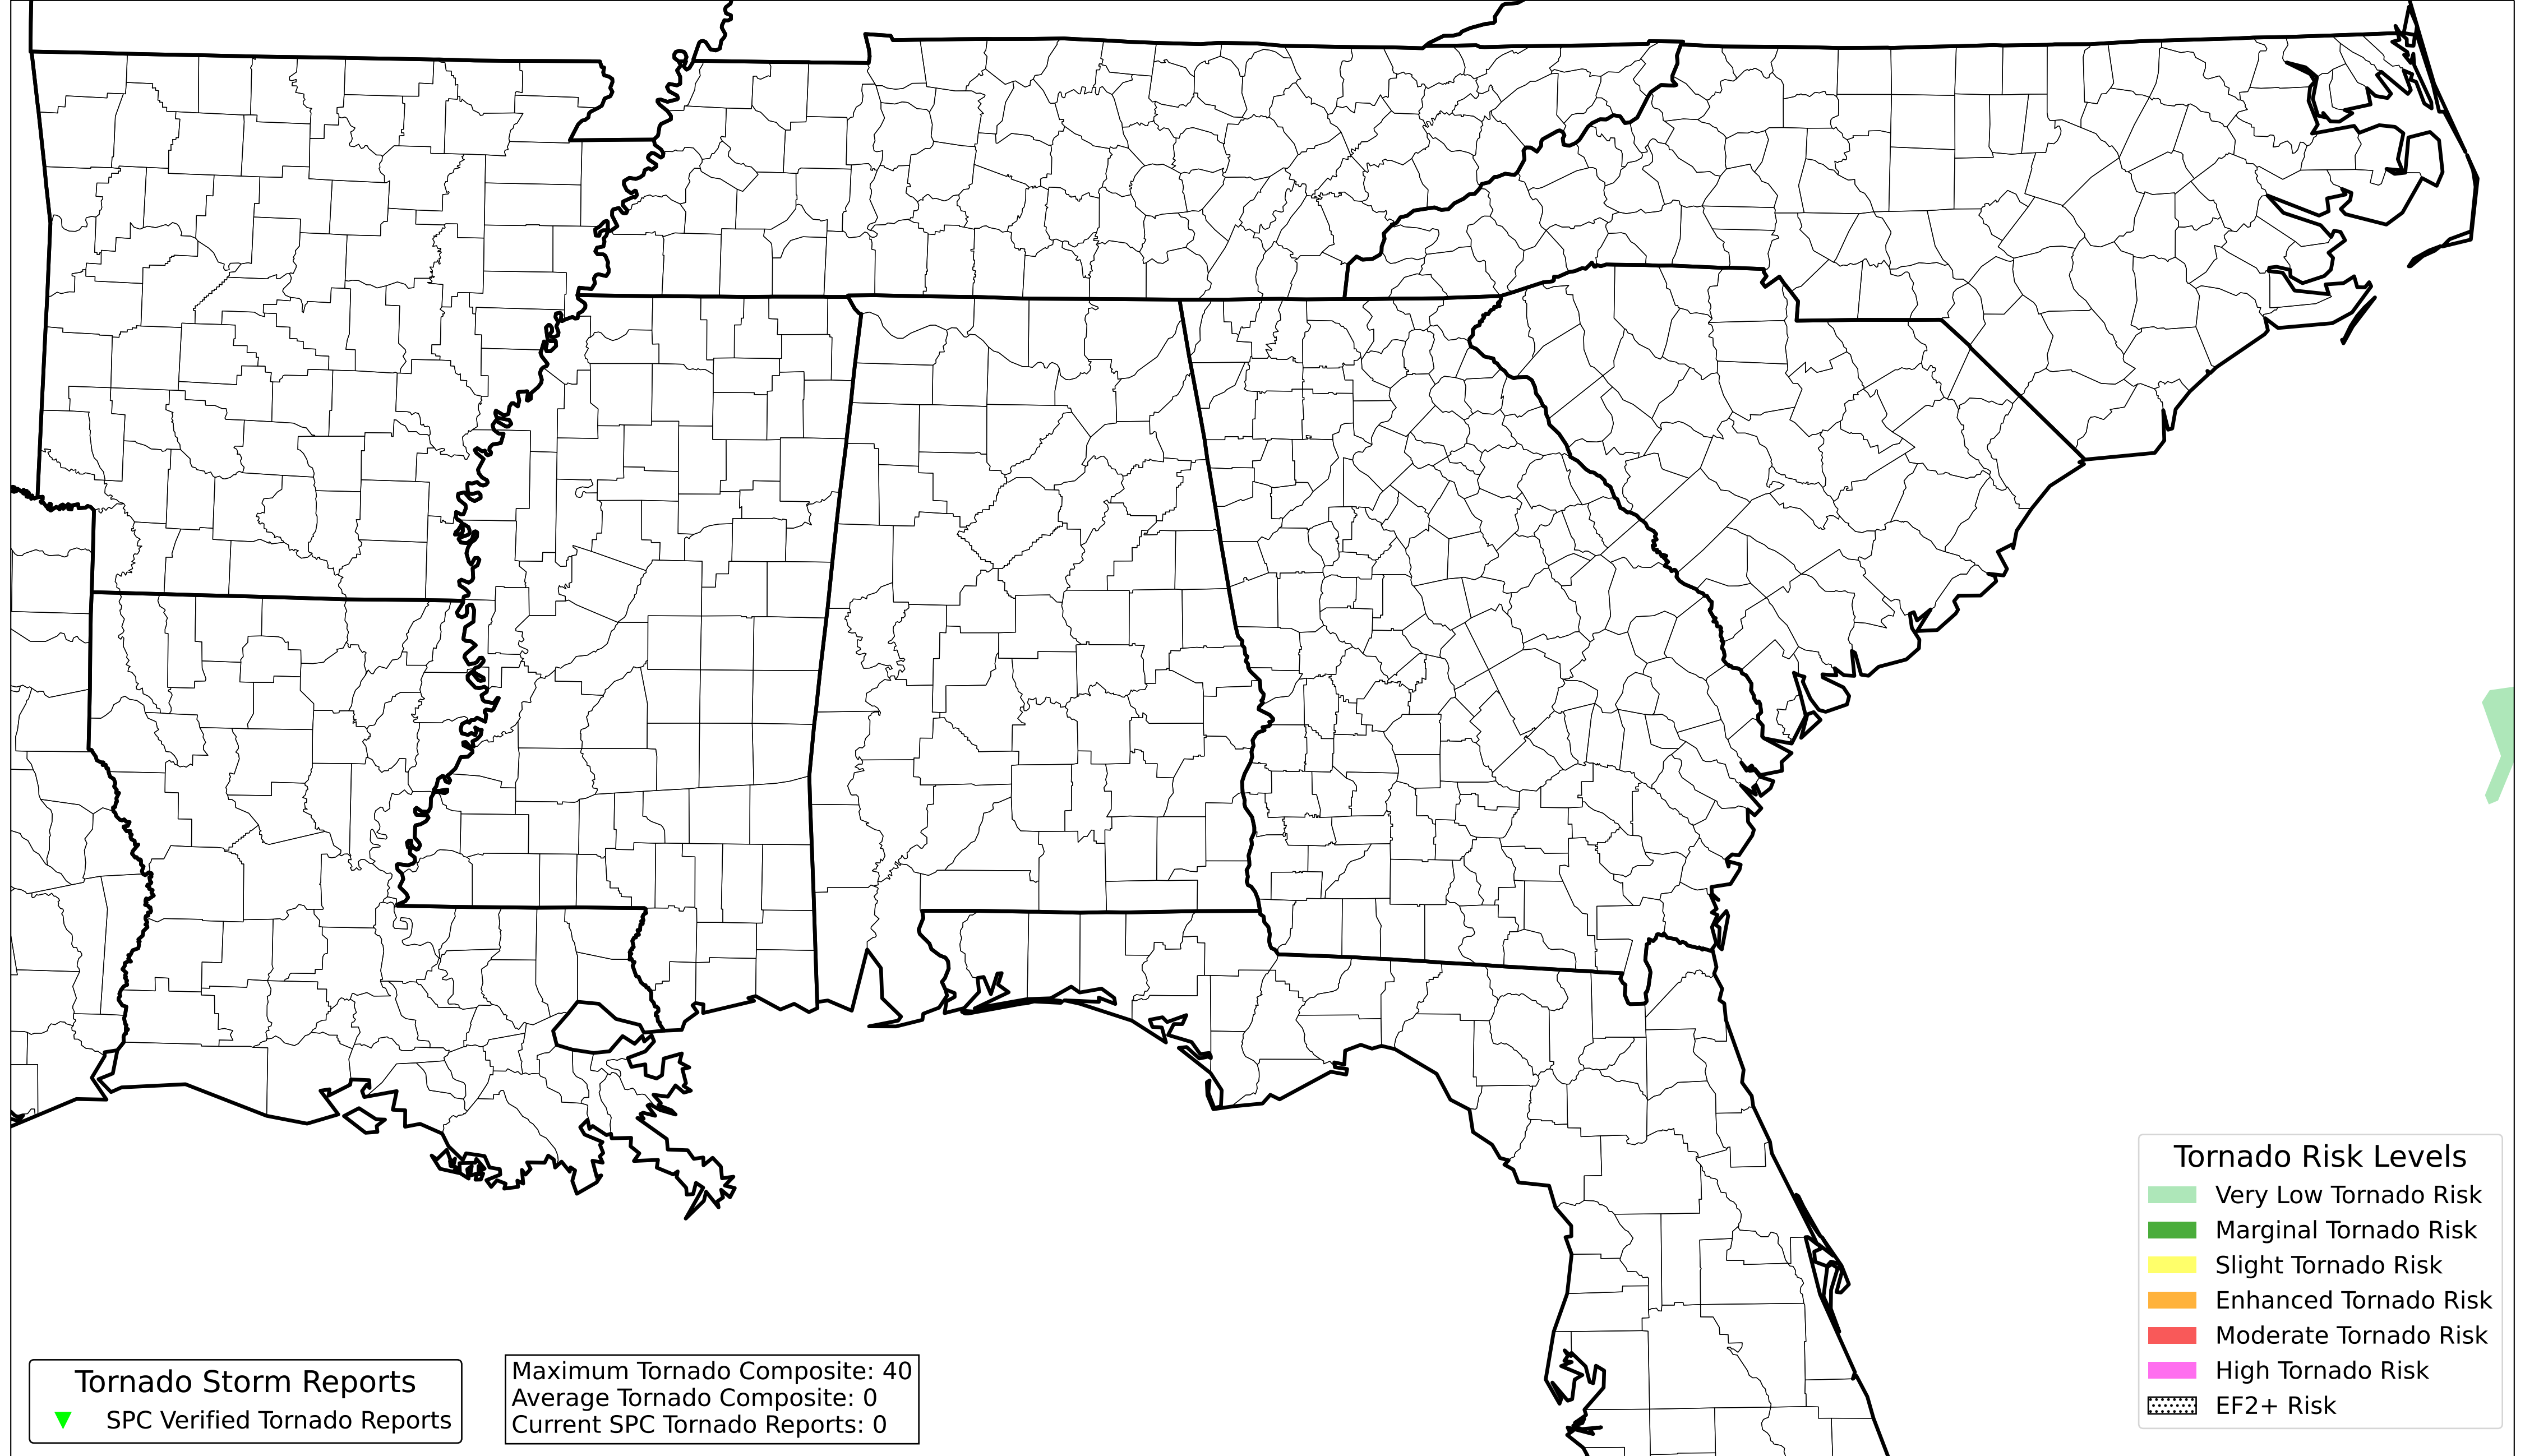 Tornado Risk Levels
Very Low Tornado Risk
Marginal Tornado Risk
Slight Tornado Risk
Enhanced Tornado Risk
Moderate Tornado Risk
High Tornado Risk
EF2+ Risk
Tornado Storm Reports
SPC Verified Tornado Reports
Maximum Tornado Composite: 40
Average Tornado Composite: 0
Current SPC Tornado Reports: 0